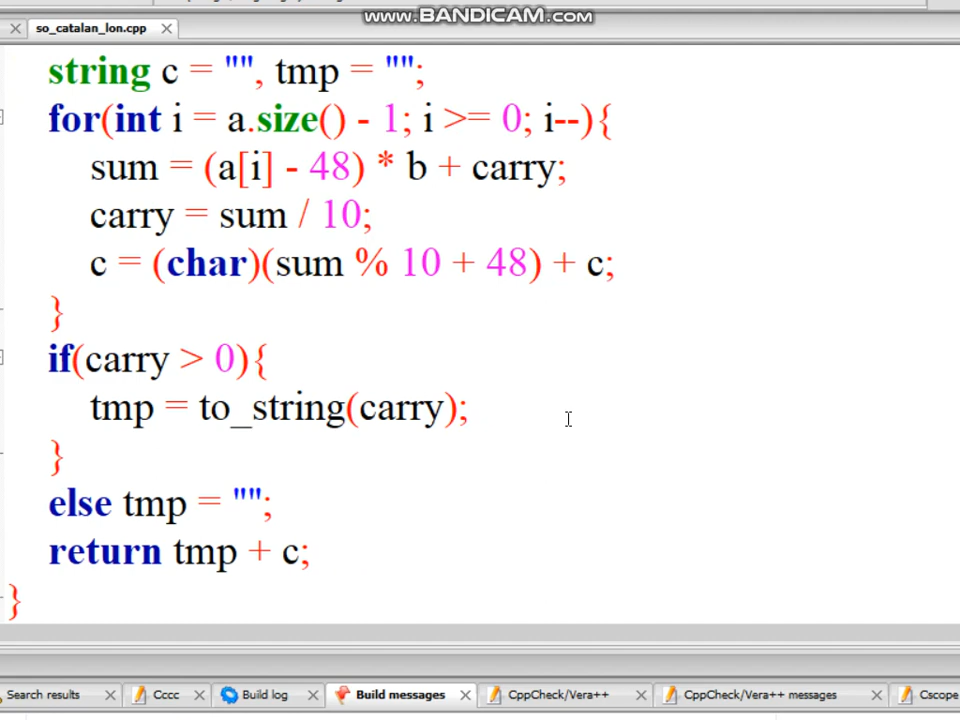 www.BANDICAM.com
so_catalan_lon.cpp
string c = "", tmp = "";
for(int i = a.size() - 1; i >= 0; i--){
sum = (a[i] - 48) * b + carry;
carry = sum / 10;
c = (char)(sum % 10 + 48) + c;
}
if(carry > 0){
tmp = to_string(carry);
}
else tmp = "";
return tmp + c;
}
Search results Cccc Build log Build messages CppCheck/Vera++ CppCheck/Vera++ messages Cscope